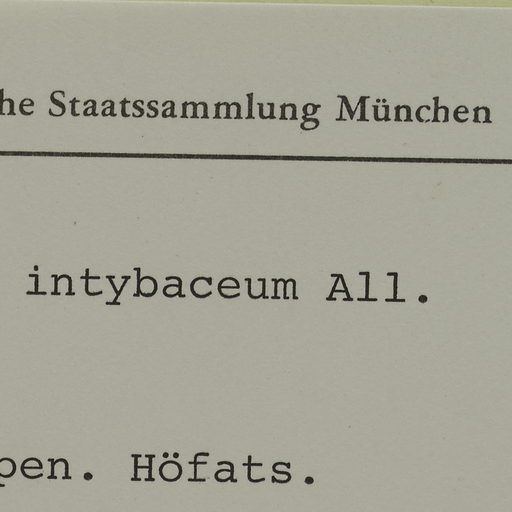 he Staatssammlung München
intybaceum All.
pen. Höfats.